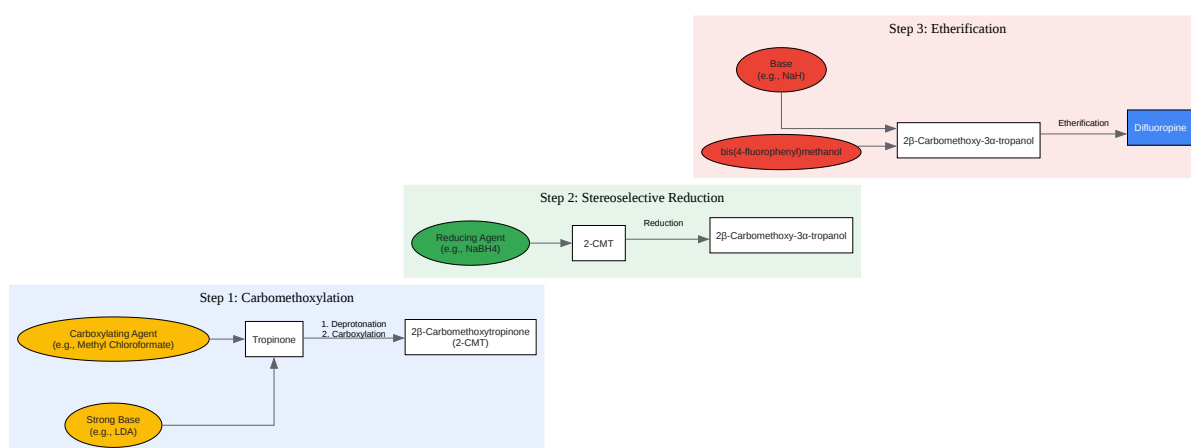 Step 3: Etherification
Base
(e.g., NaH)
bis(4-fluorophenyl)methanol
2β-Carbomethoxy-3α-tropanol
Etherification
Difluoropine
Step 2: Stereoselective Reduction
Reducing Agent
(e.g., NaBH4)
2-CMT
Reduction
2β-Carbomethoxy-3α-tropanol
Step 1: Carbomethoxylation
Carboxylating Agent
(e.g., Methyl Chloroformate)
Strong Base
(e.g., LDA)
Tropinone
1. Deprotonation
2. Carboxylation
2β-Carbomethoxytropinone
(2-CMT)